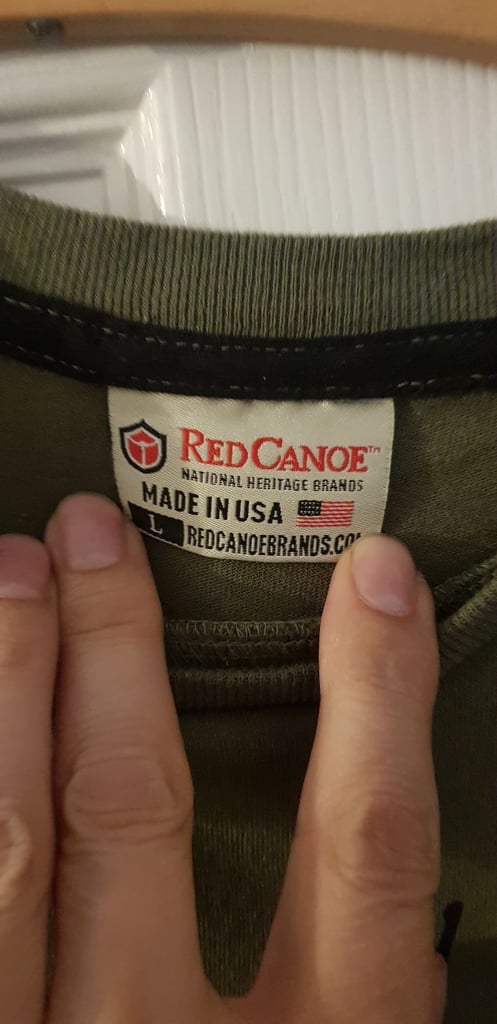 RED CANOE™
NATIONAL HERITAGE BRANDS
MADE IN USA
L
REDCANOEBRANDS.CO